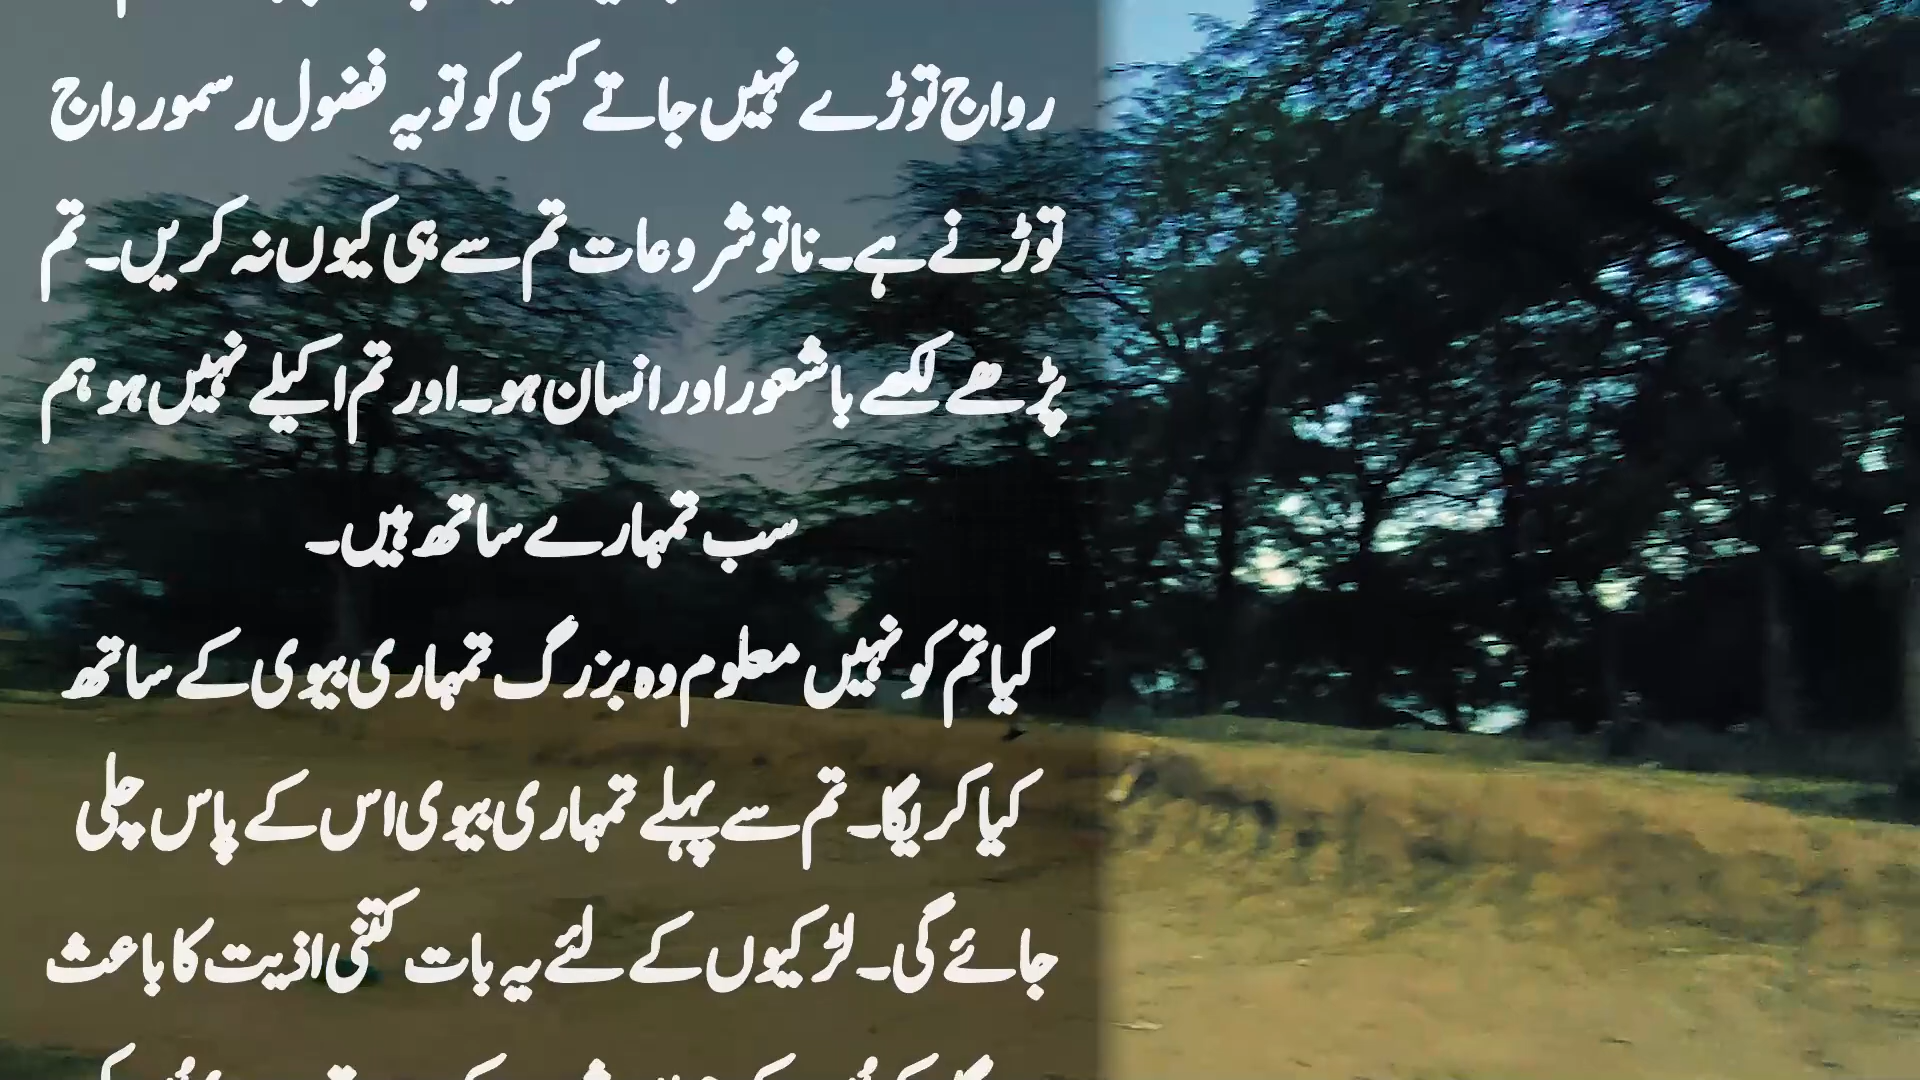 رواج توڑے نہیں جاتے کسی کو تو یہ فضول رسمور واج
توڑنے ہے۔ نا تو شروعات تم سے ہی کیوں نہ کریں۔ تم
پڑھے لکھے باشعور اور انسان ہو۔ اور تم اکیلے نہیں ہو ہم
سب تمہارے ساتھ ہیں۔
کیا تم کو نہیں معلوم وہ بزرگ تمہاری بیوی کے ساتھ
کیا کریگا۔ تم سے پہلے تمہاری بیوی اس کے پاس چلی
جائے گی۔ لڑکیوں کے لئے یہ بات کتنی اذیت کا باعث